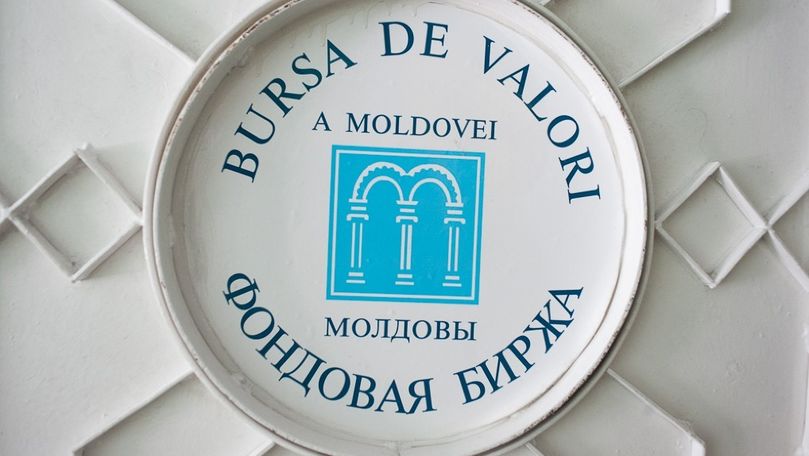 BURSA DE VALORI
A MOLDOVEI
МОЛДОВЫ
ФОНДОВАЯ БИРЖА